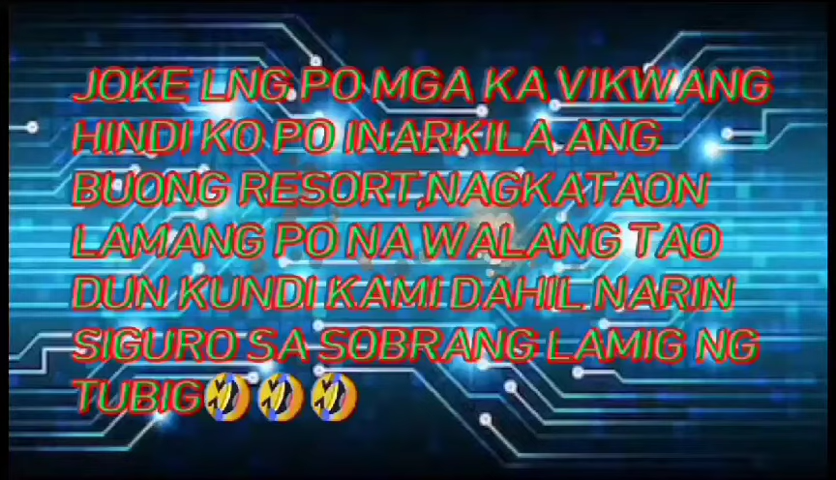 JOKE LNG PO MGA KA VIKWANG
HINDI KO PO INARKILA ANG
BUONG RESORT,NAGKATAON
LAMANG PO NA WALANG TAO
DUN KUNDI KAMI DAHIL NARIN
SIGURO SA SOBRANG LAMIG NG
TUBIG🤣🤣🤣